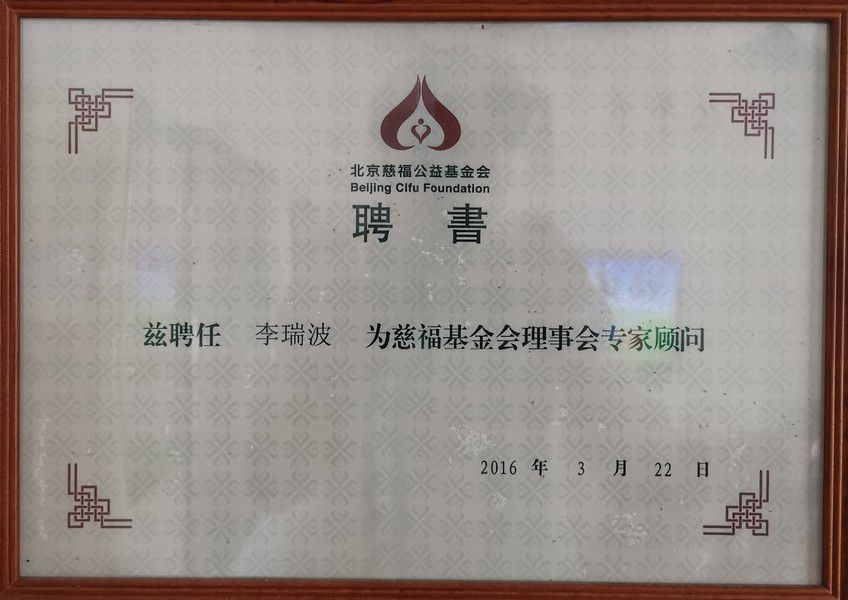 北京慈福公益基金会
Beijing Cifu Foundation
聘 書
兹聘任 李瑞波 为慈福基金会理事会专家顾问
2016 年 3 月 22 日